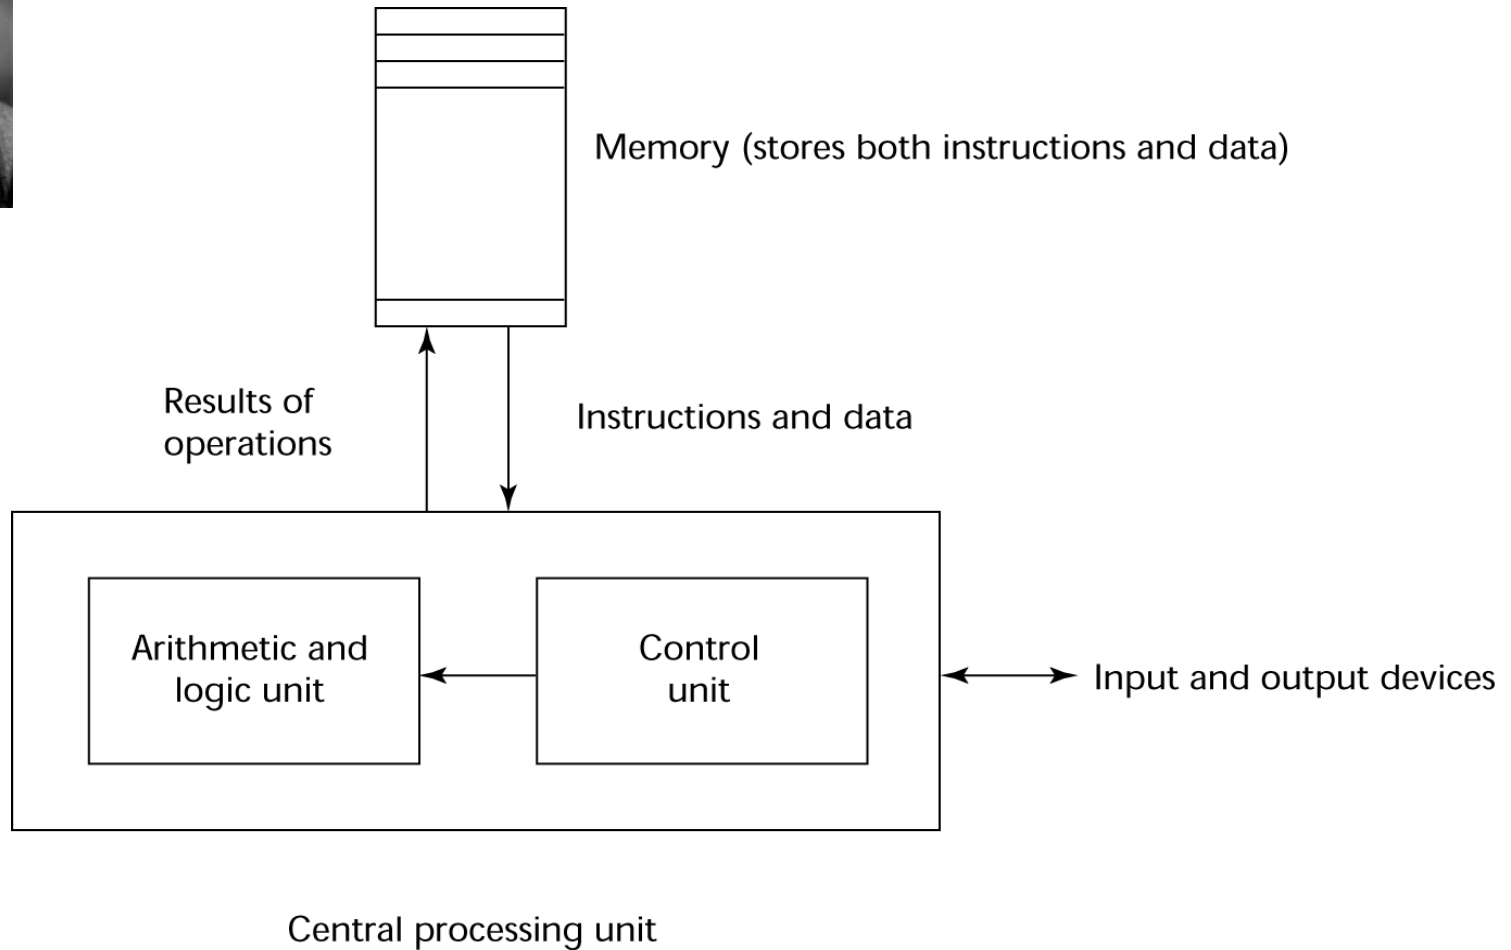 Memory (stores both instructions and data)
Results of
operations
Instructions and data
Arithmetic and
logic unit
Control
unit
Input and output devices
Central processing unit